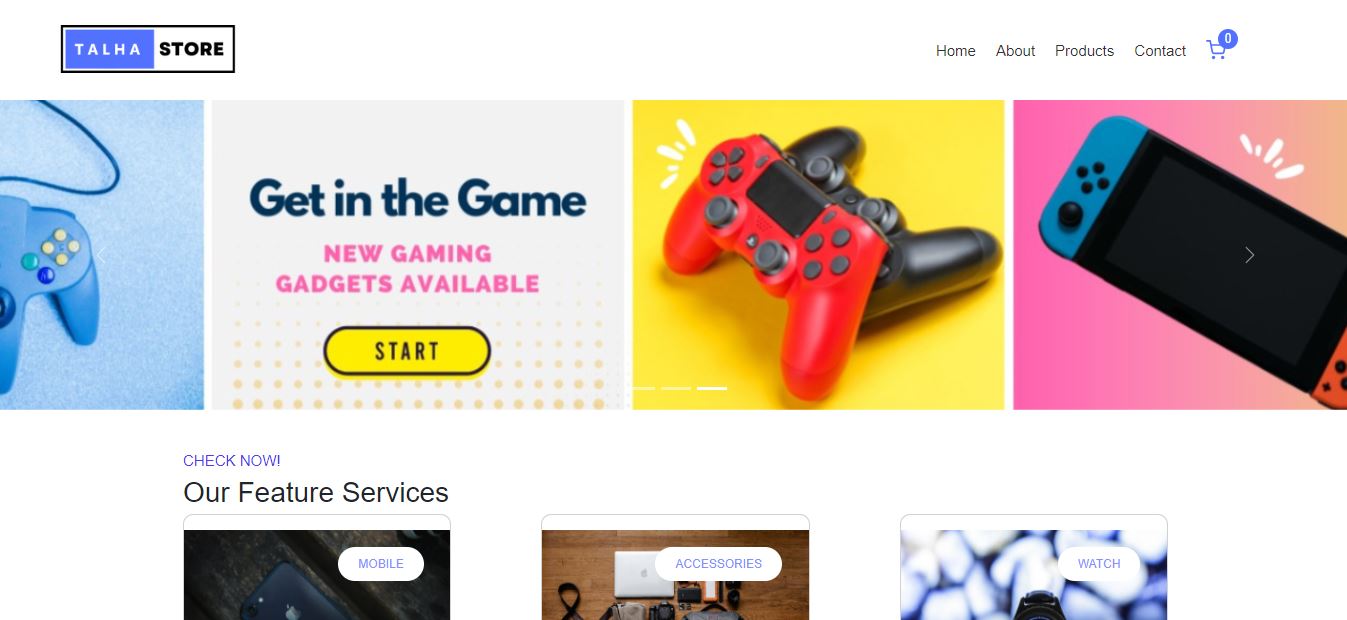 TALHA STORE
Home About Products Contact 0
Get in the Game
NEW GAMING
GADGETS AVAILABLE
START
CHECK NOW!
Our Feature Services
MOBILE
ACCESSORIES
WATCH